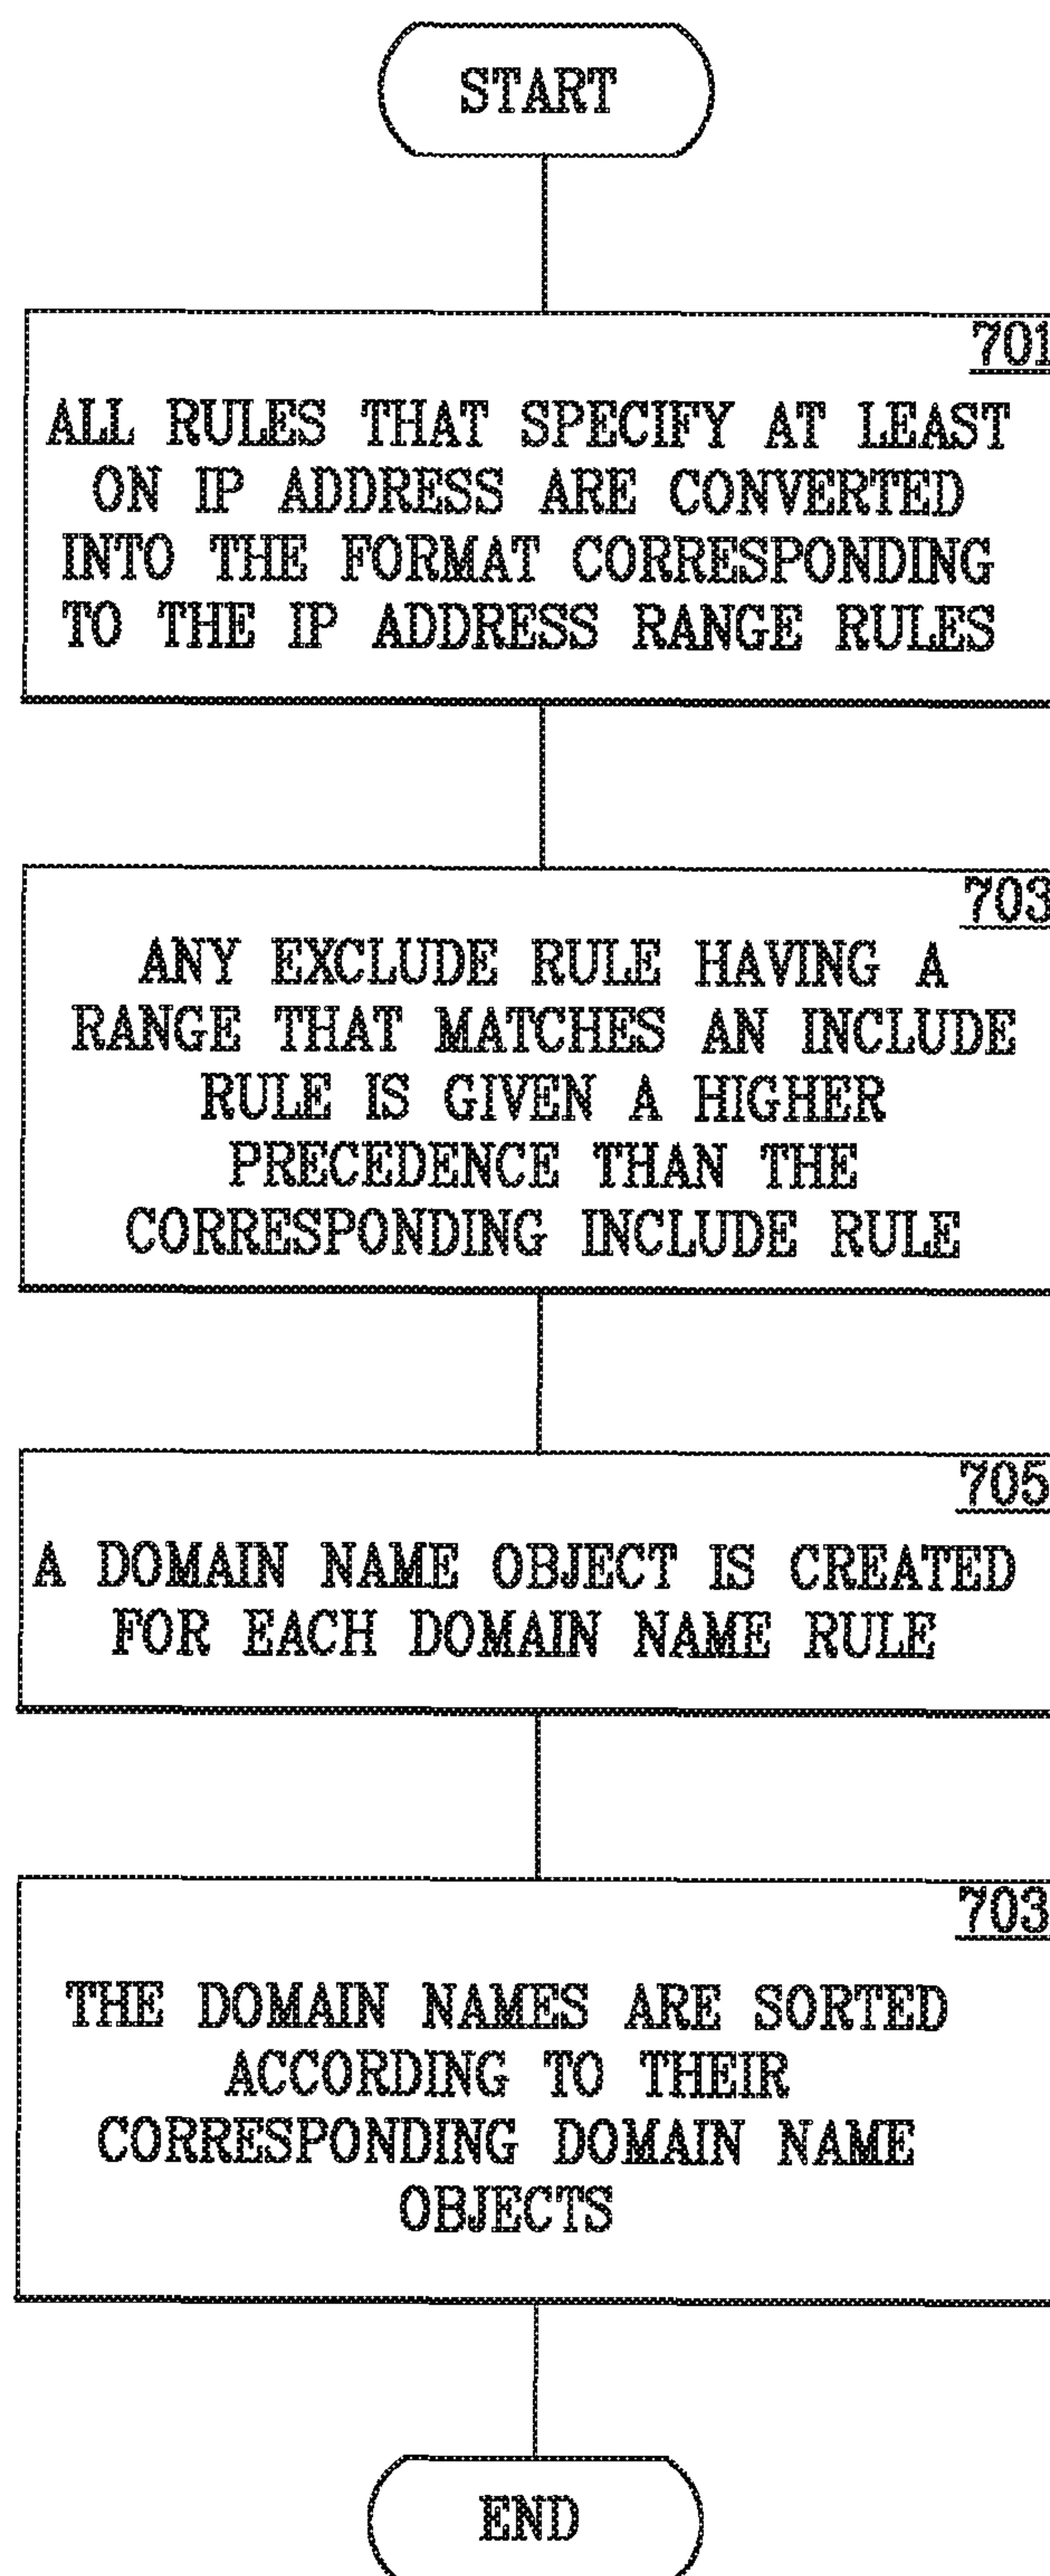 START
701
ALL RULES THAT SPECIFY AT LEAST
ON IP ADDRESS ARE CONVERTED
INTO THE FORMAT CORRESPONDING
TO THE IP ADDRESS RANGE RULES
703
ANY EXCLUDE RULE HAVING A
RANGE THAT MATCHES AN INCLUDE
RULE IS GIVEN A HIGHER
PRECEDENCE THAN THE
CORRESPONDING INCLUDE RULE
705
A DOMAIN NAME OBJECT IS CREATED
FOR EACH DOMAIN NAME RULE
703
THE DOMAIN NAMES ARE SORTED
ACCORDING TO THEIR
CORRESPONDING DOMAIN NAME
OBJECTS
END